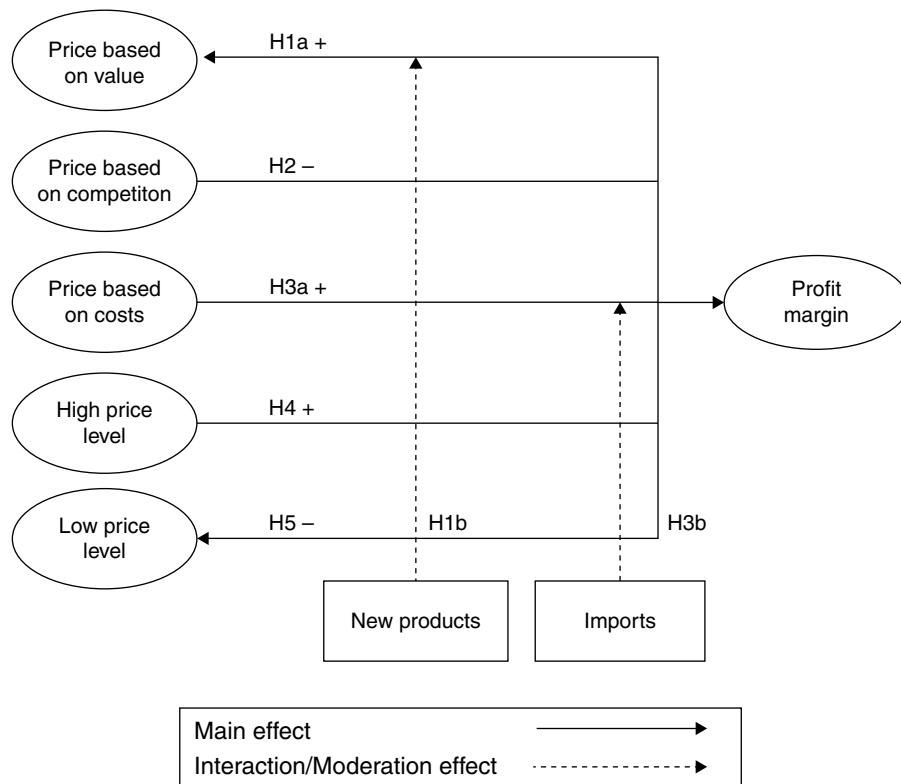 Price based
on value
H1a +
Price based
on competiton
H2 –
Price based
on costs
H3a +
Profit
margin
High price
level
H4 +
Low price
level
H5 –
H1b
H3b
New products
Imports
Main effect
Interaction/Moderation effect